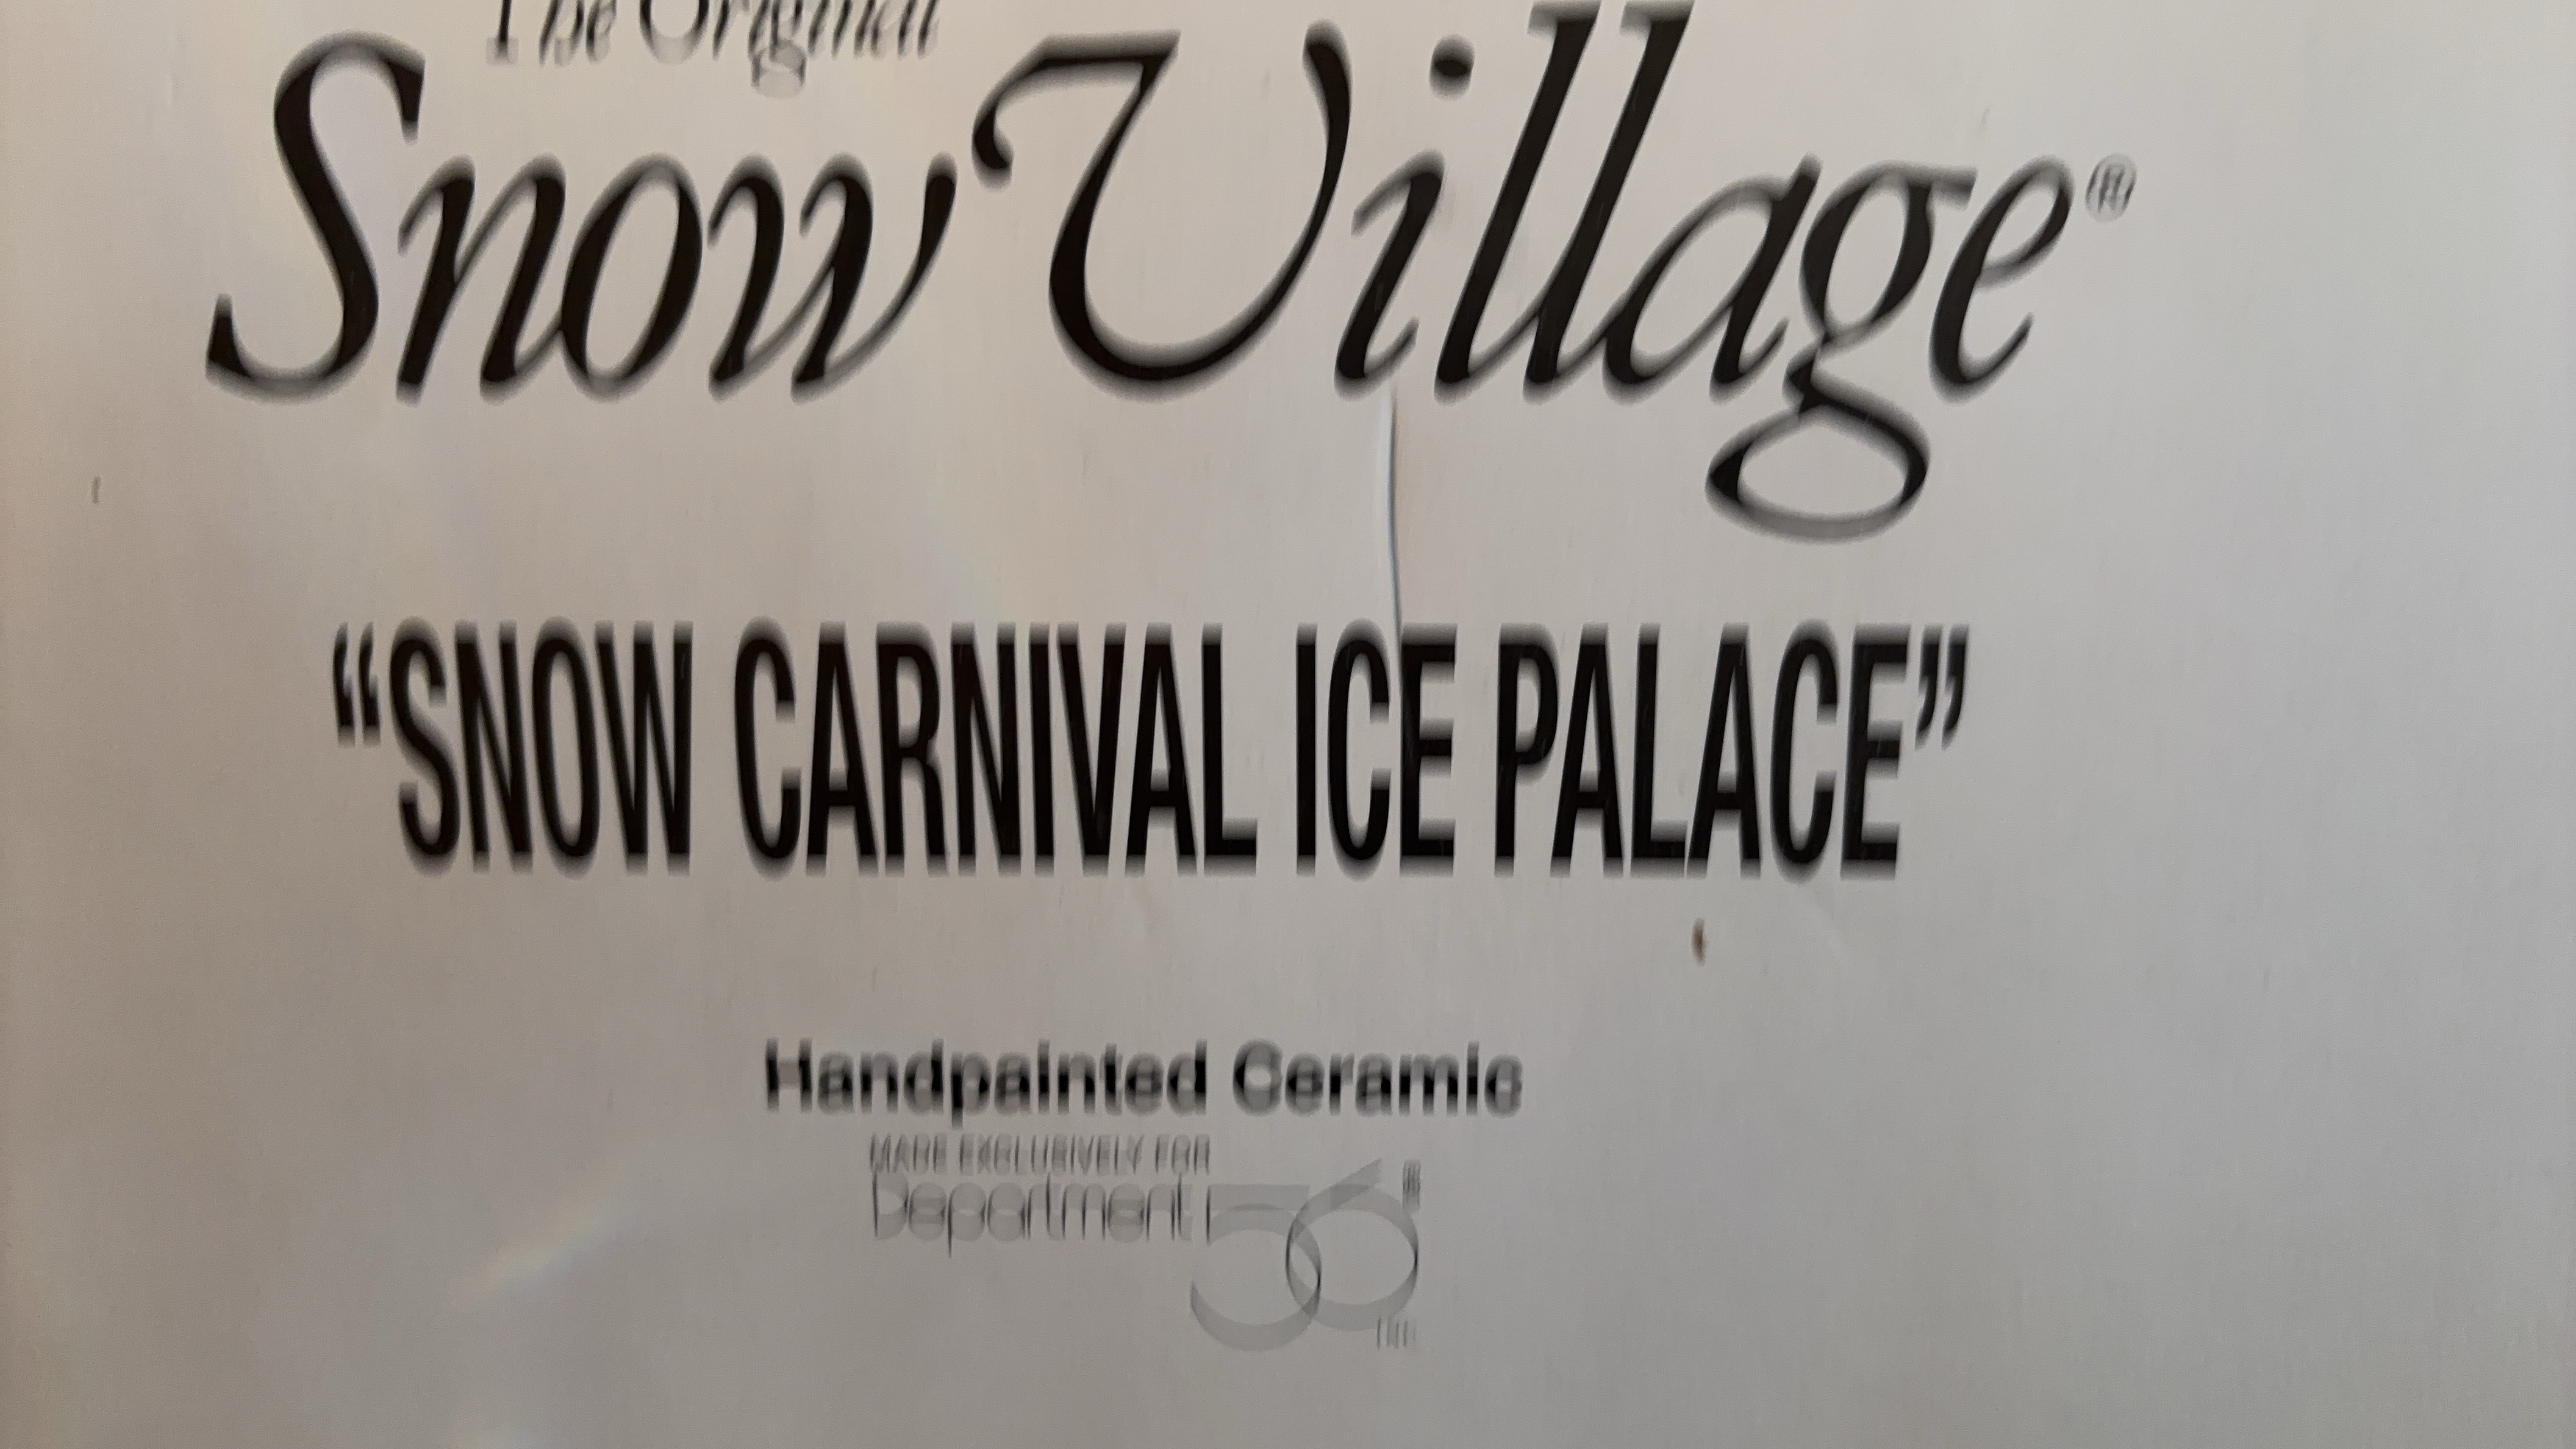 The Original
Snow Village®
“SNOW CARNIVAL ICE PALACE”
Handpainted Ceramic
MADE EXCLUSIVELY FOR
Department 56®